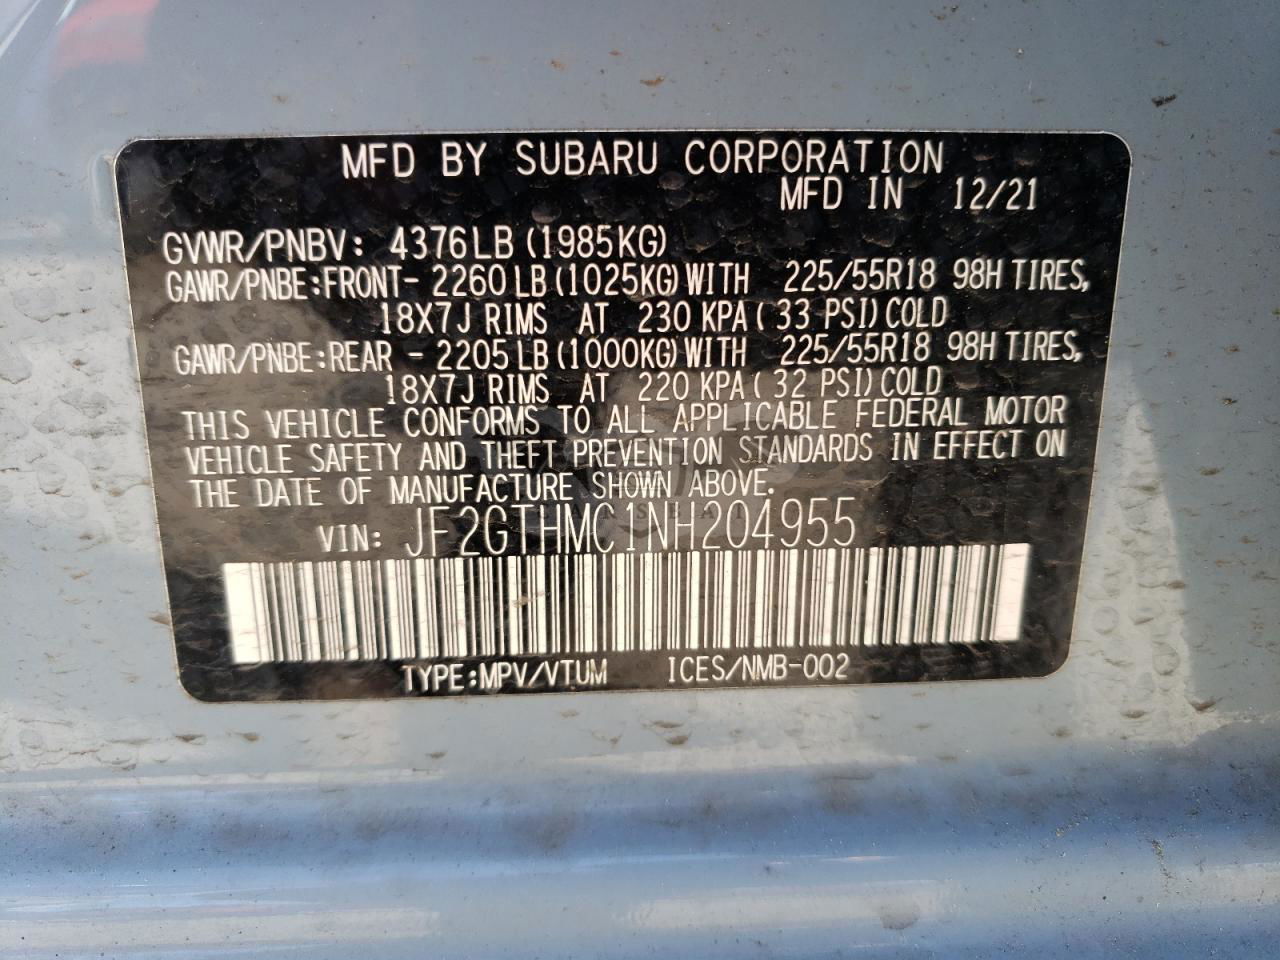 MFD BY SUBARU CORPORATION
MFD IN 12/21
GVWR/PNBV: 4376LB (1985KG)
GAWR/PNBE:FRONT- 2260 LB (1025KG) WITH 225/55R18 98H TIRES,
18X7J RIMS AT 230 KPA ( 33 PSI) COLD
GAWR/PNBE:REAR - 2205 LB (1000KG) WITH 225/55R18 98H TIRES,
18X7J RIMS AT 220 KPA ( 32 PSI) COLD
THIS VEHICLE CONFORMS TO ALL APPLICABLE FEDERAL MOTOR
VEHICLE SAFETY AND THEFT PREVENTION STANDARDS IN EFFECT ON
THE DATE OF MANUFACTURE SHOWN ABOVE.
VIN: JF2GTHMC1NH204955
TYPE:MPV/VTUM ICES/NMB-002